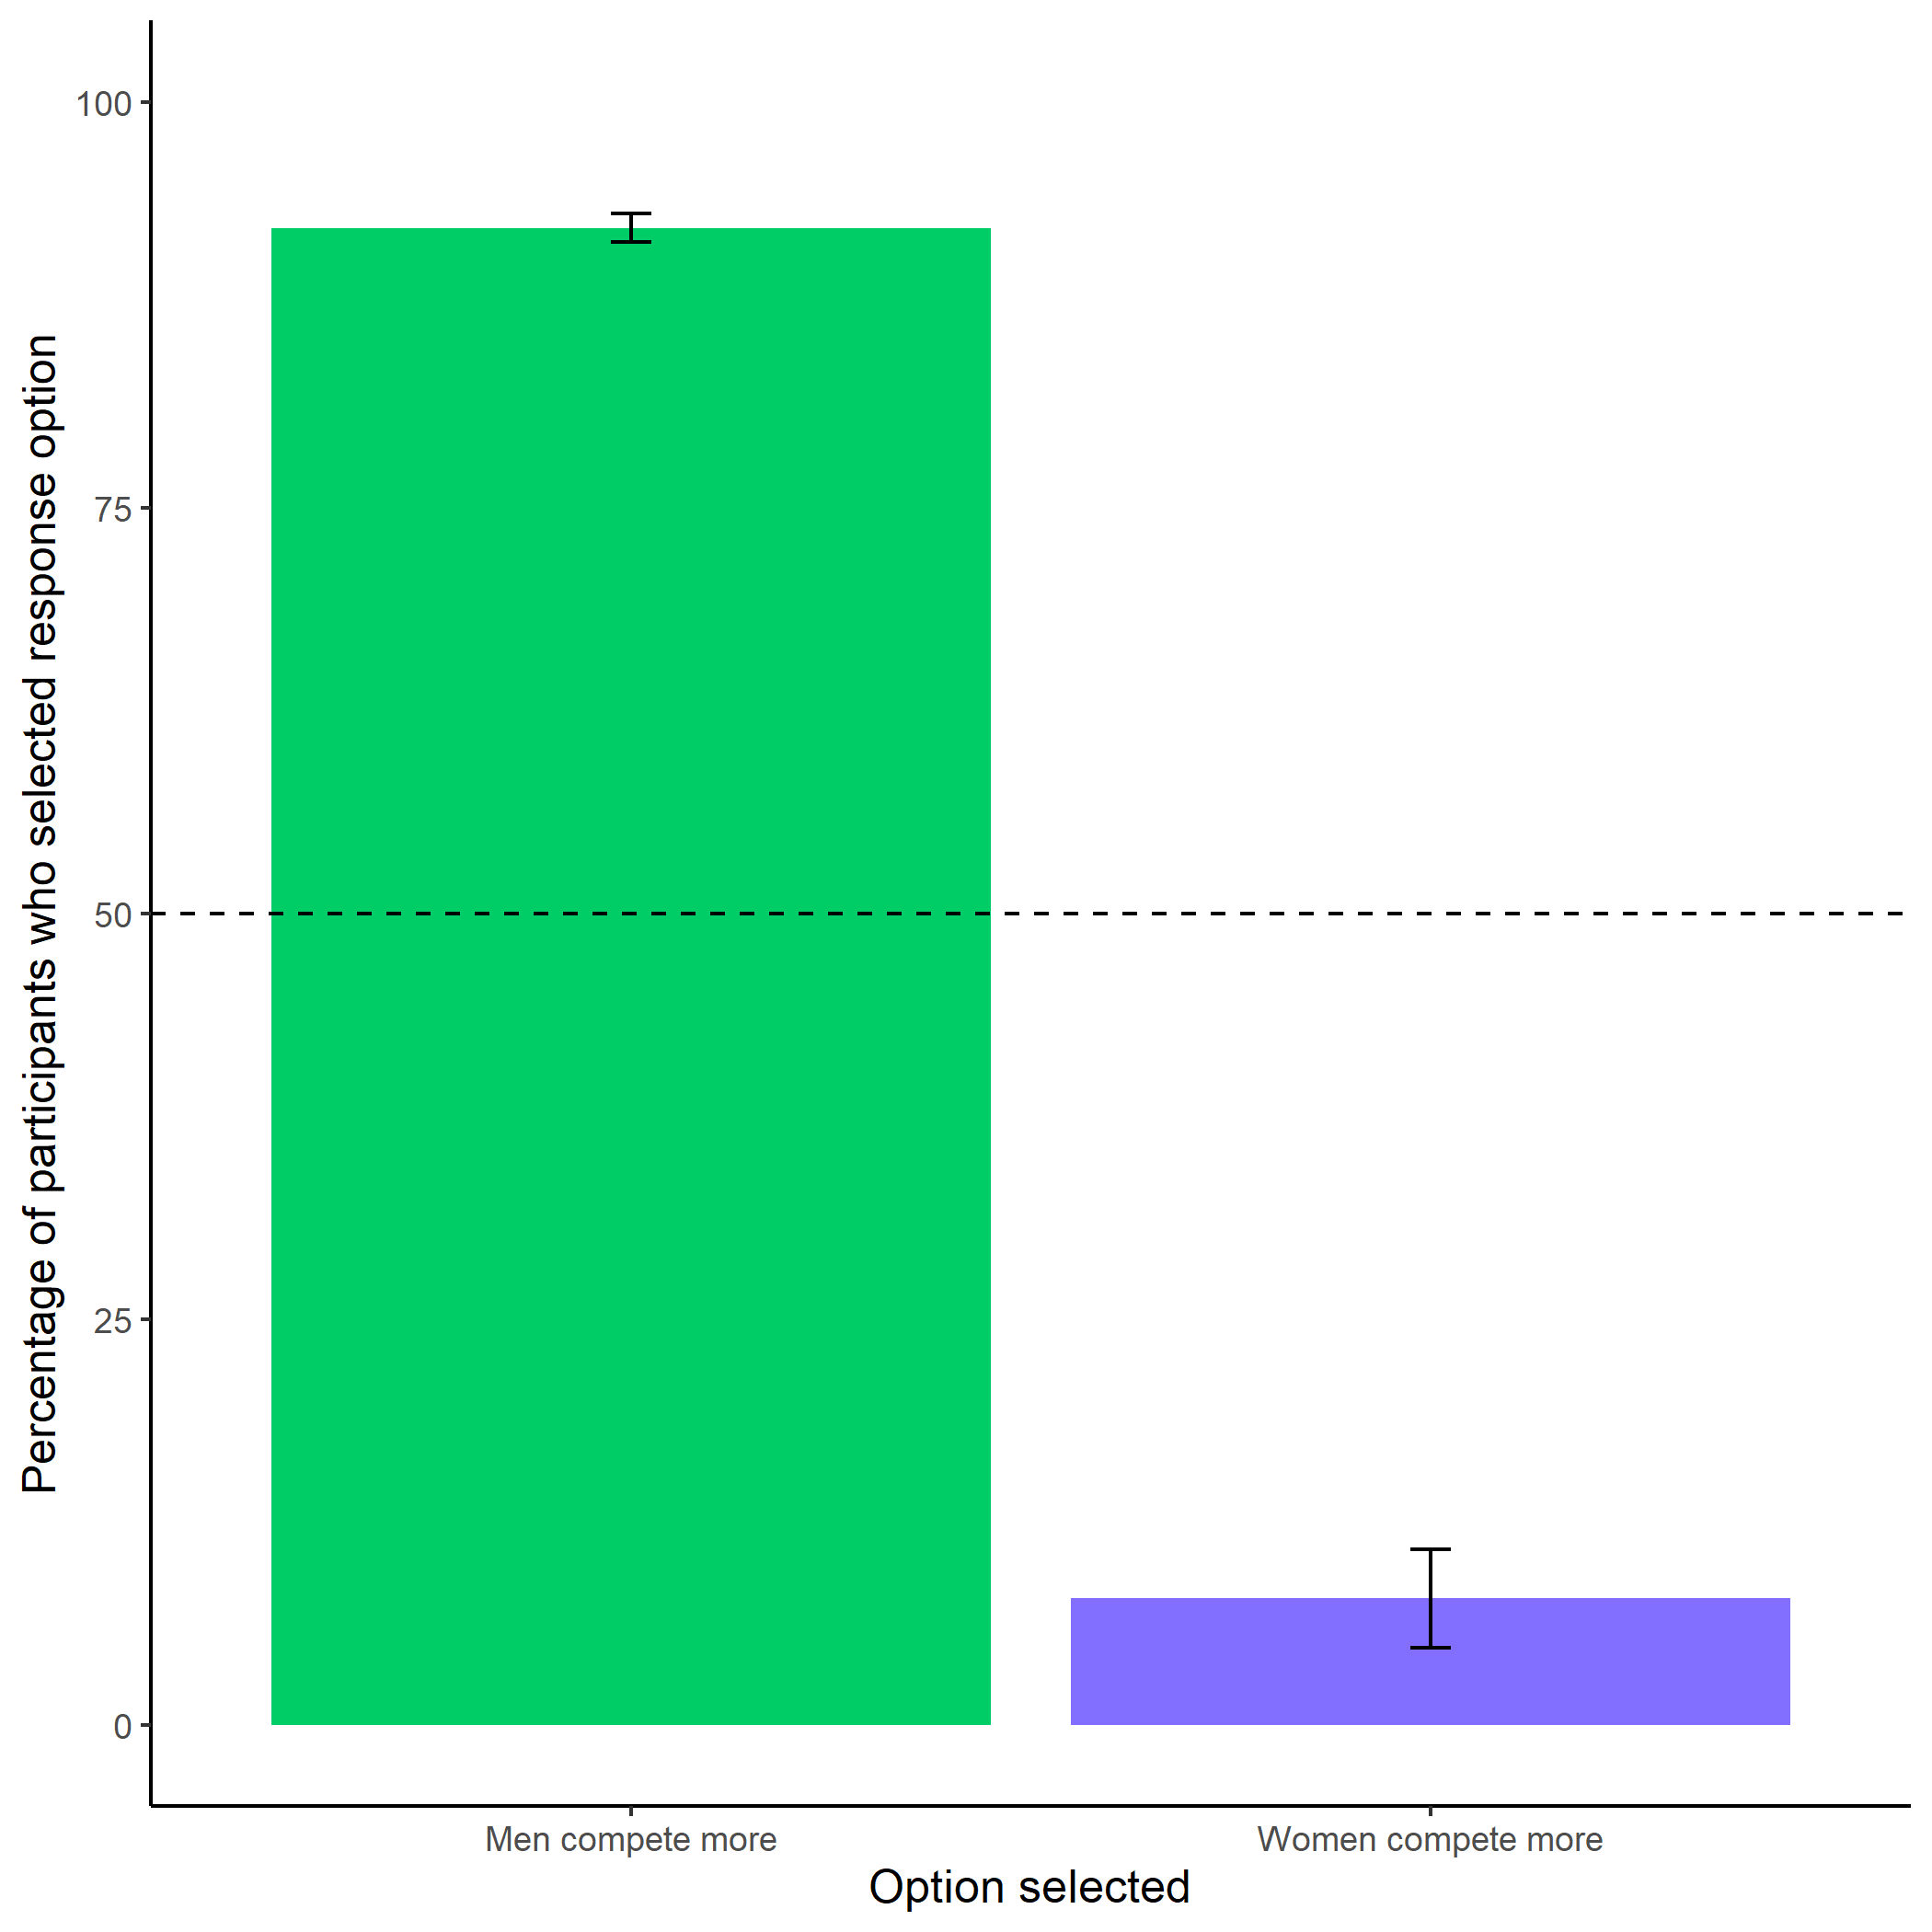 Percentage of participants who selected response option
100
75
50
25
0
Men compete more
Women compete more
Option selected